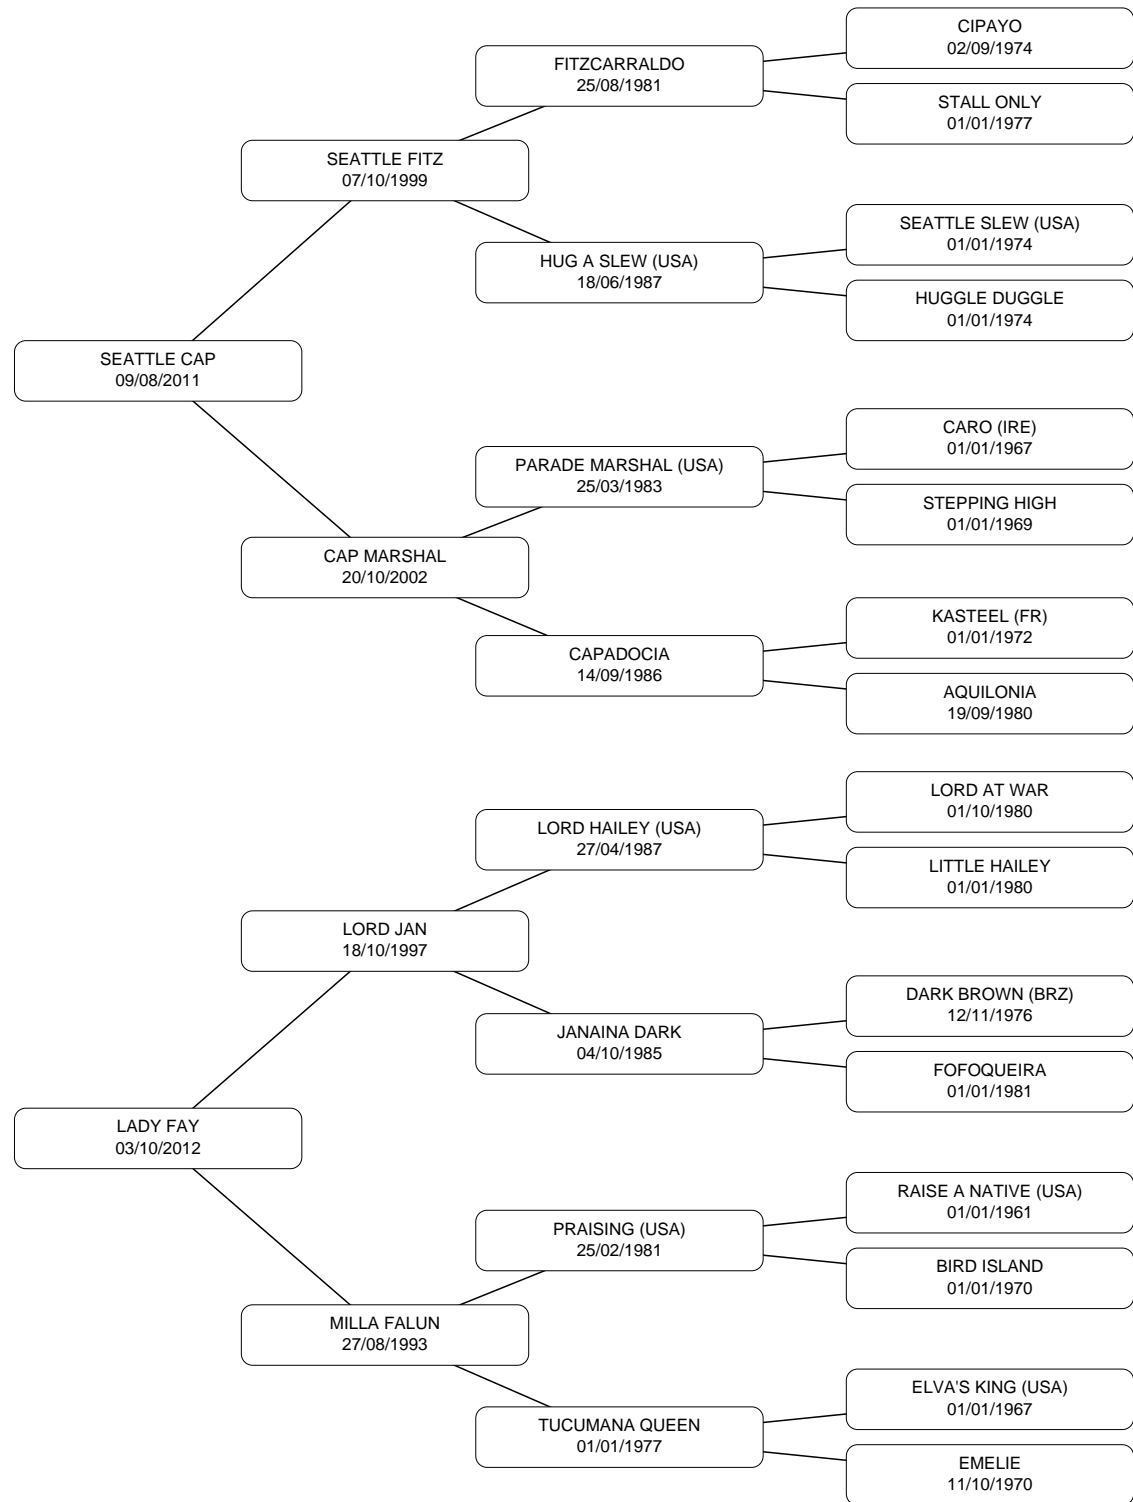 CIPAYO
02/09/1974
FITZCARRALDO
25/08/1981
STALL ONLY
01/01/1977
SEATTLE FITZ
07/10/1999
SEATTLE SLEW (USA)
01/01/1974
HUG A SLEW (USA)
18/06/1987
HUGGLE DUGGLE
01/01/1974
SEATTLE CAP
09/08/2011
CARO (IRE)
01/01/1967
PARADE MARSHAL (USA)
25/03/1983
STEPPING HIGH
01/01/1969
CAP MARSHAL
20/10/2002
KASTEEL (FR)
01/01/1972
CAPADOCIA
14/09/1986
AQUILONIA
19/09/1980
LORD AT WAR
01/10/1980
LORD HAILEY (USA)
27/04/1987
LITTLE HAILEY
01/01/1980
LORD JAN
18/10/1997
DARK BROWN (BRZ)
12/11/1976
JANAINA DARK
04/10/1985
FOFOQUEIRA
01/01/1981
LADY FAY
03/10/2012
RAISE A NATIVE (USA)
01/01/1961
PRAISING (USA)
25/02/1981
BIRD ISLAND
01/01/1970
MILLA FALUN
27/08/1993
ELVA'S KING (USA)
01/01/1967
TUCUMANA QUEEN
01/01/1977
EMELIE
11/10/1970